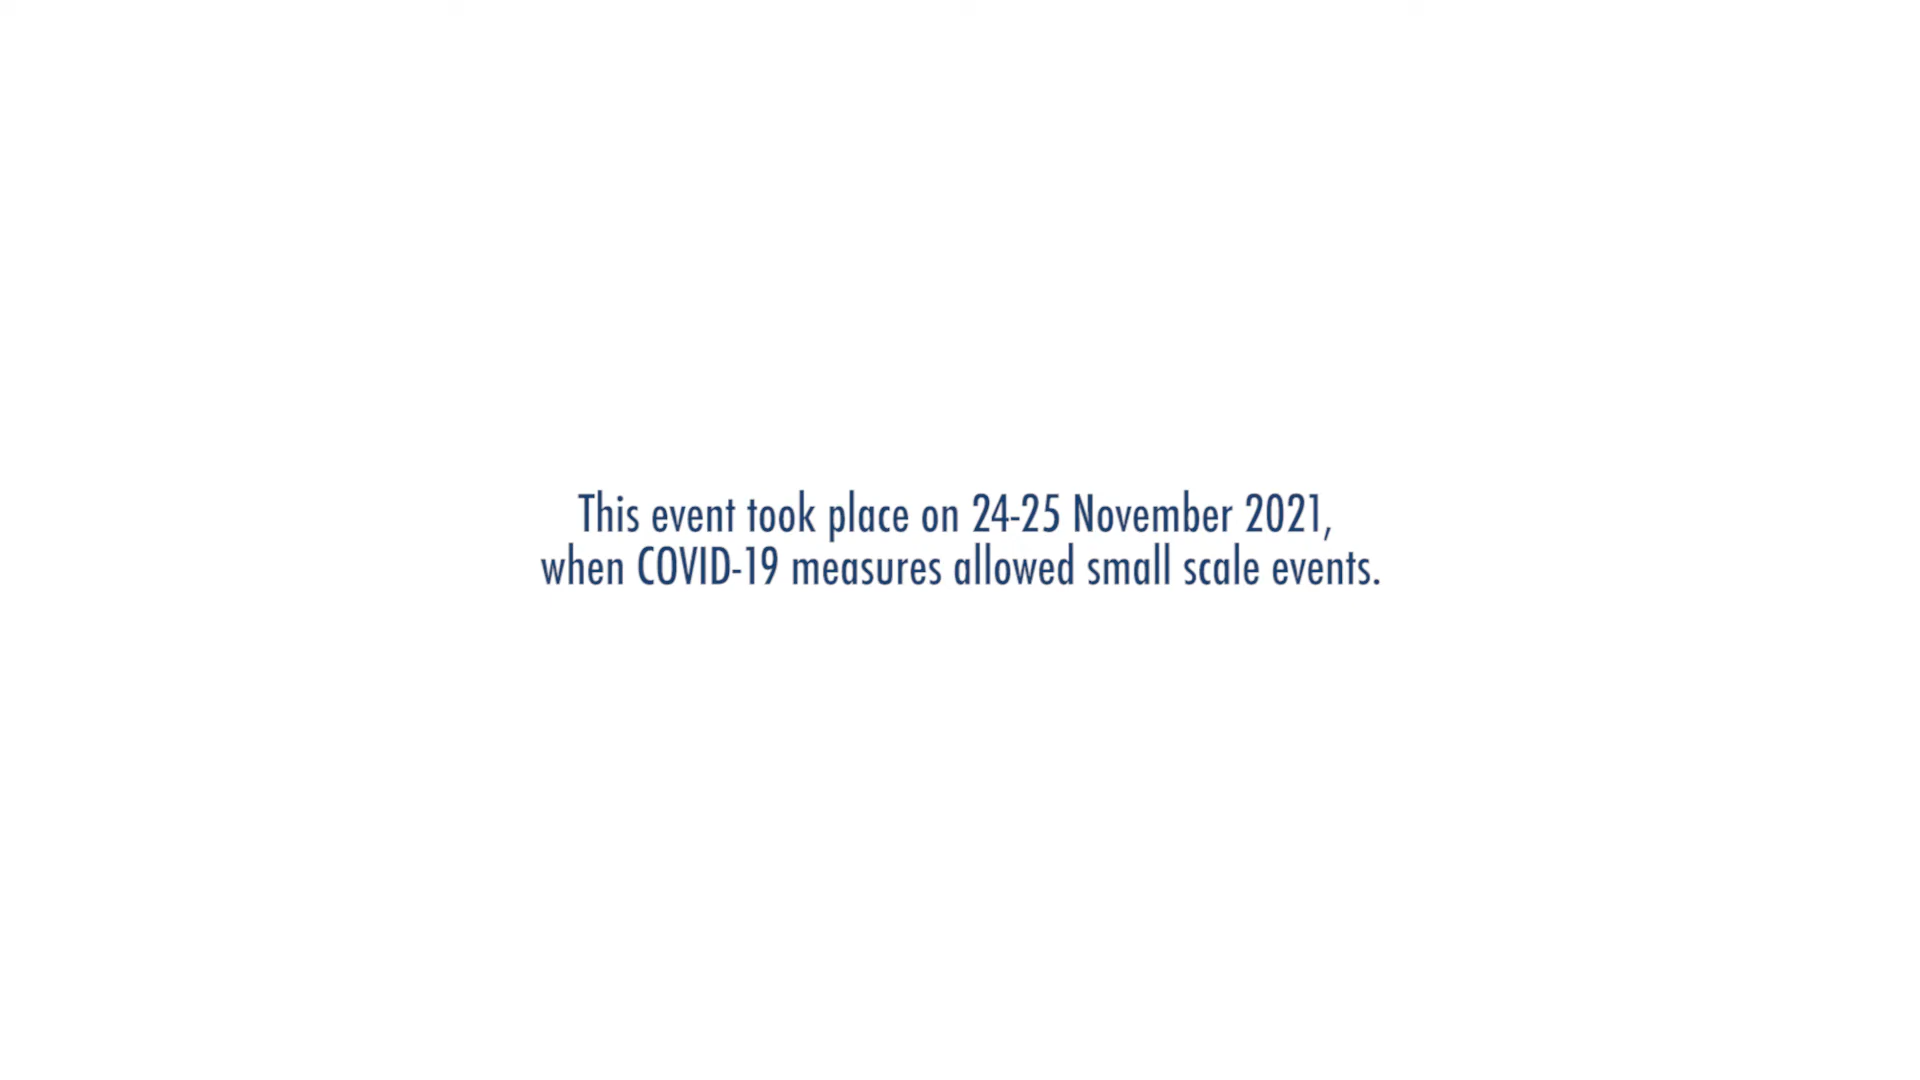 This event took place on 24-25 November 2021,
when COVID-19 measures allowed small scale events.